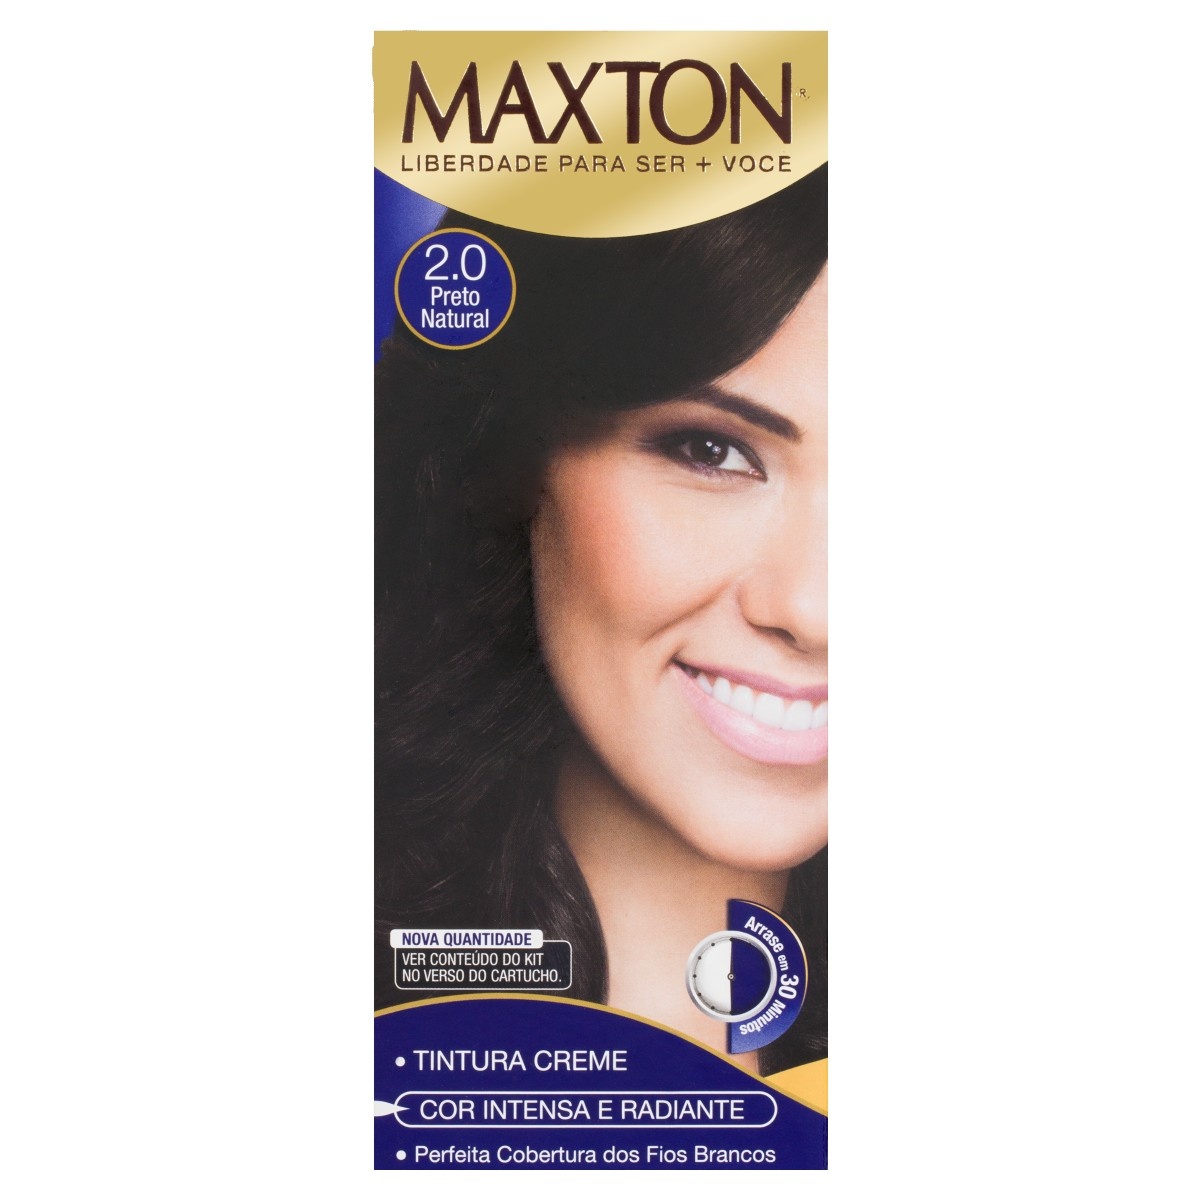 MAXTON
R
LIBERDADE PARA SER + VOCE
2.0
Preto
Natural
NOVA QUANTIDADE
VER CONTEÚDO DO KIT
NO VERSO DO CARTUCHO.
Arrase em 30 Minutos
• TINTURA CREME
COR INTENSA E RADIANTE
• Perfeita Cobertura dos Fios Brancos